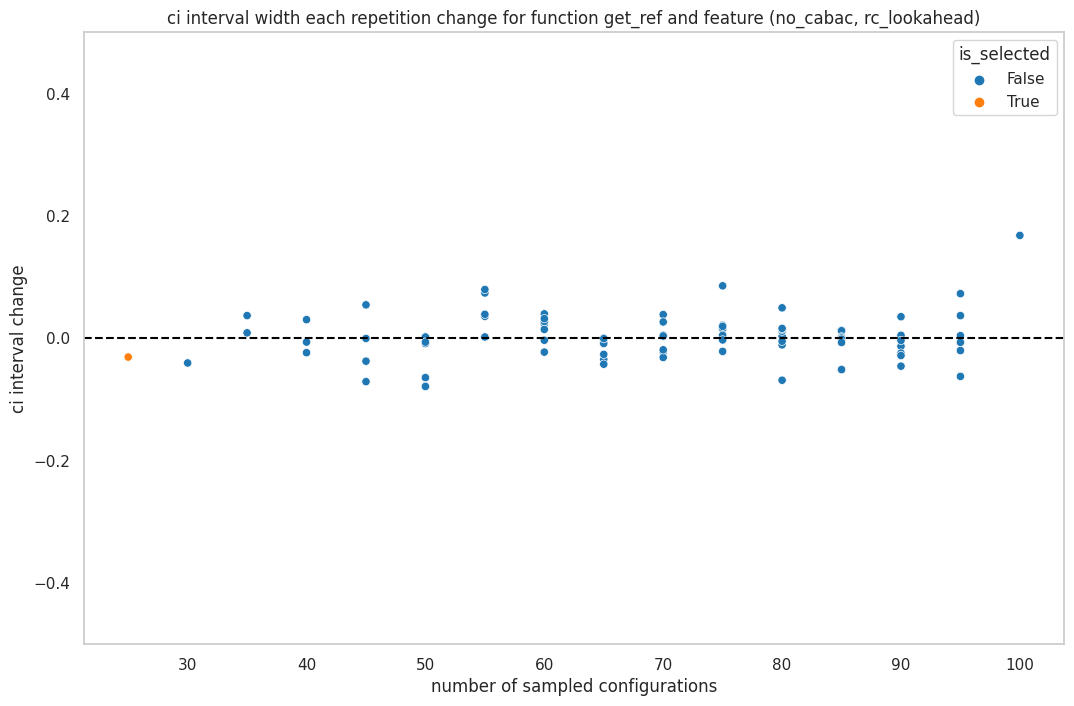 ci interval width each repetition change for function get_ref and feature (no_cabac, rc_lookahead)
is_selected
False
True
ci interval change
0.4
0.2
0.0
−0.2
−0.4
30 40 50 60 70 80 90 100
number of sampled configurations